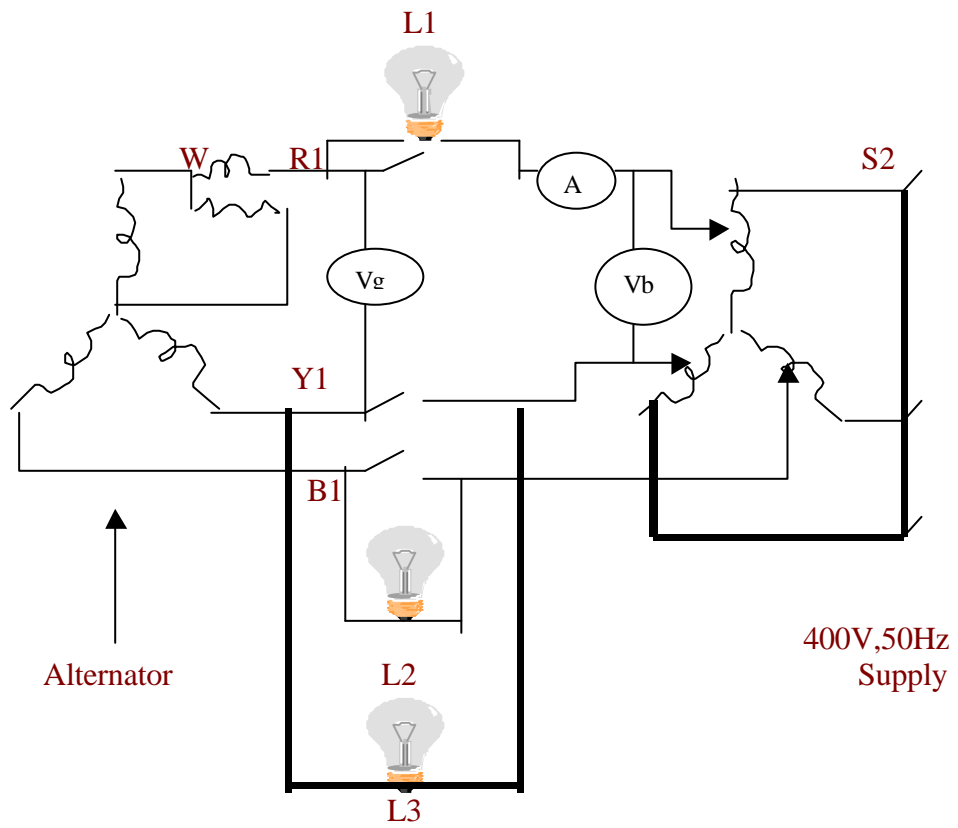 L1
W
R1
S2
A
Vg
Vb
Y1
B1
Alternator
L2
400V,50Hz
Supply
L3